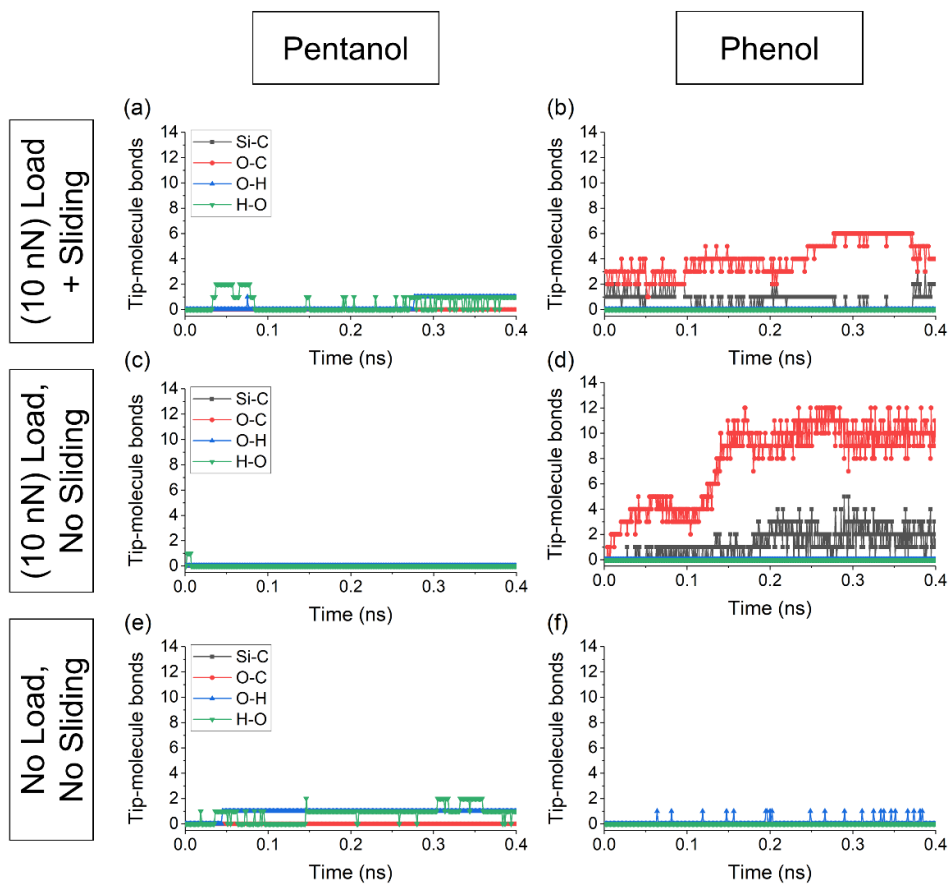 Pentanol
Phenol
(10 nN) Load
+ Sliding
(a)
Tip-molecule bonds
14
12
10
8
6
4
2
0
Si-C
O-C
O-H
H-O
0.0 0.1 0.2 0.3 0.4
Time (ns)
(b)
Tip-molecule bonds
14
12
10
8
6
4
2
0
0.0 0.1 0.2 0.3 0.4
Time (ns)
(10 nN) Load,
No Sliding
(c)
Tip-molecule bonds
14
12
10
8
6
4
2
0
Si-C
O-C
O-H
H-O
0.0 0.1 0.2 0.3 0.4
Time (ns)
(d)
Tip-molecule bonds
14
12
10
8
6
4
2
0
0.0 0.1 0.2 0.3 0.4
Time (ns)
No Load,
No Sliding
(e)
Tip-molecule bonds
14
12
10
8
6
4
2
0
Si-C
O-C
O-H
H-O
0.0 0.1 0.2 0.3 0.4
Time (ns)
(f)
Tip-molecule bonds
14
12
10
8
6
4
2
0
0.0 0.1 0.2 0.3 0.4
Time (ns)